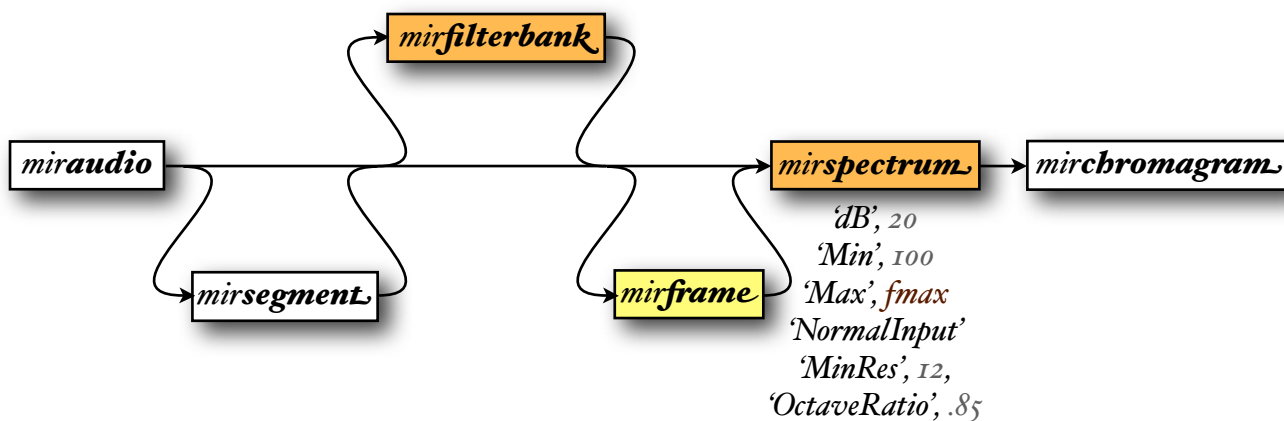 mirfilterbank
miraudio
mirspectrum
mirchromagram
‘dB’, 20
‘Min’, 100
mirsegment
mirframe
‘Max’, fmax
‘NormalInput’
‘MinRes’, 12,
‘OctaveRatio’, .85